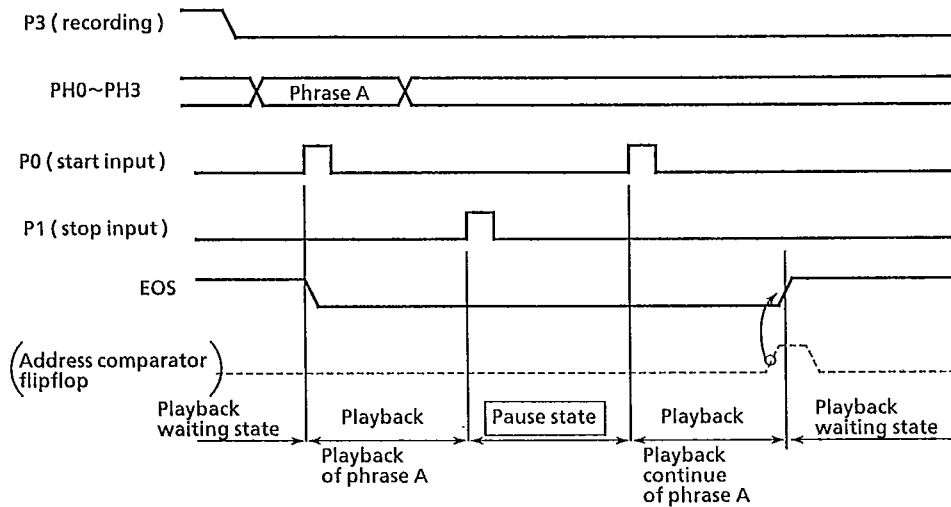 P3 ( recording )
PH0~PH3
Phrase A
P0 ( start input )
P1 ( stop input )
EOS
(Address comparator
flipflop)
Playback
waiting state
Playback
Pause state
Playback
Playback
waiting state
Playback
of phrase A
Playback
continue
of phrase A